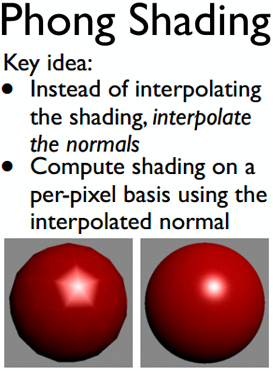 Phong Shading
Key idea:
• Instead of interpolating
the shading, interpolate
the normals
• Compute shading on a
per-pixel basis using the
interpolated normal